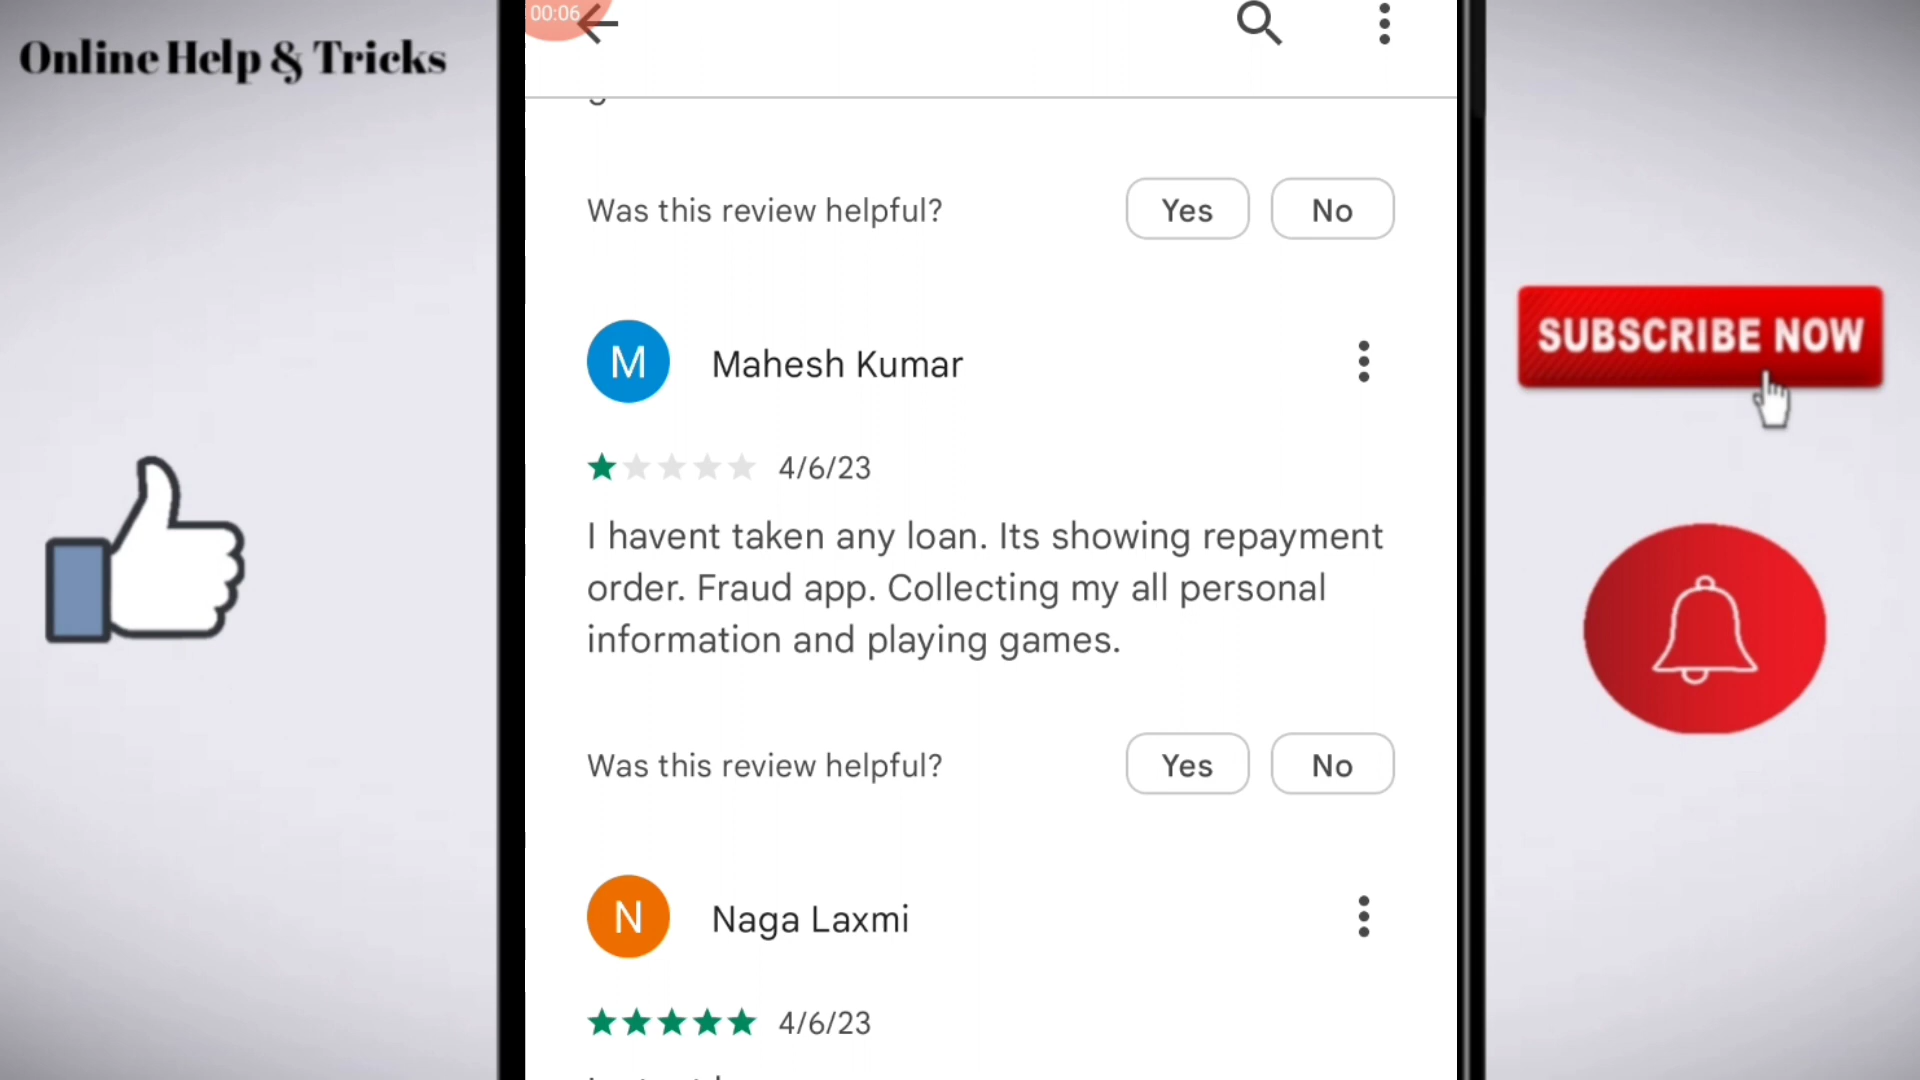 Online Help & Tricks
00:06
Was this review helpful?
Yes
No
M
Mahesh Kumar
4/6/23
I havent taken any loan. Its showing repayment
order. Fraud app. Collecting my all personal
information and playing games.
Was this review helpful?
Yes
No
N
Naga Laxmi
4/6/23
SUBSCRIBE NOW